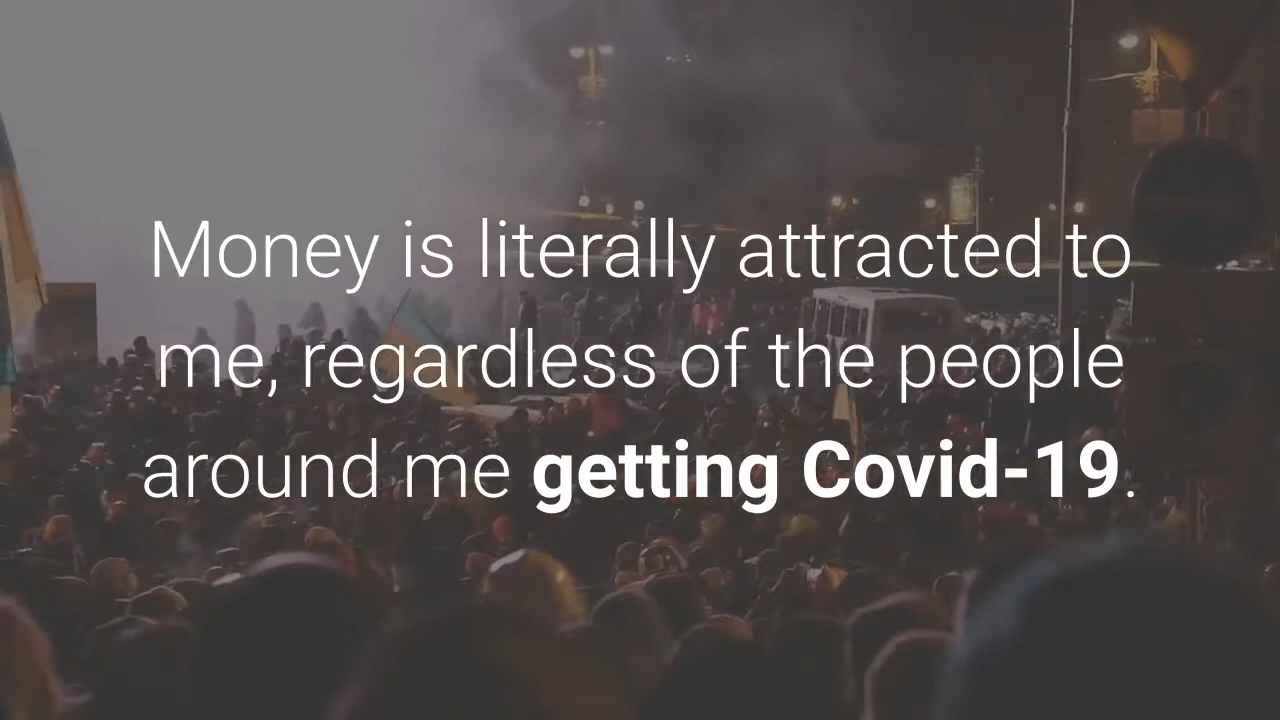 Money is literally attracted to
me, regardless of the people
around me getting Covid-19.